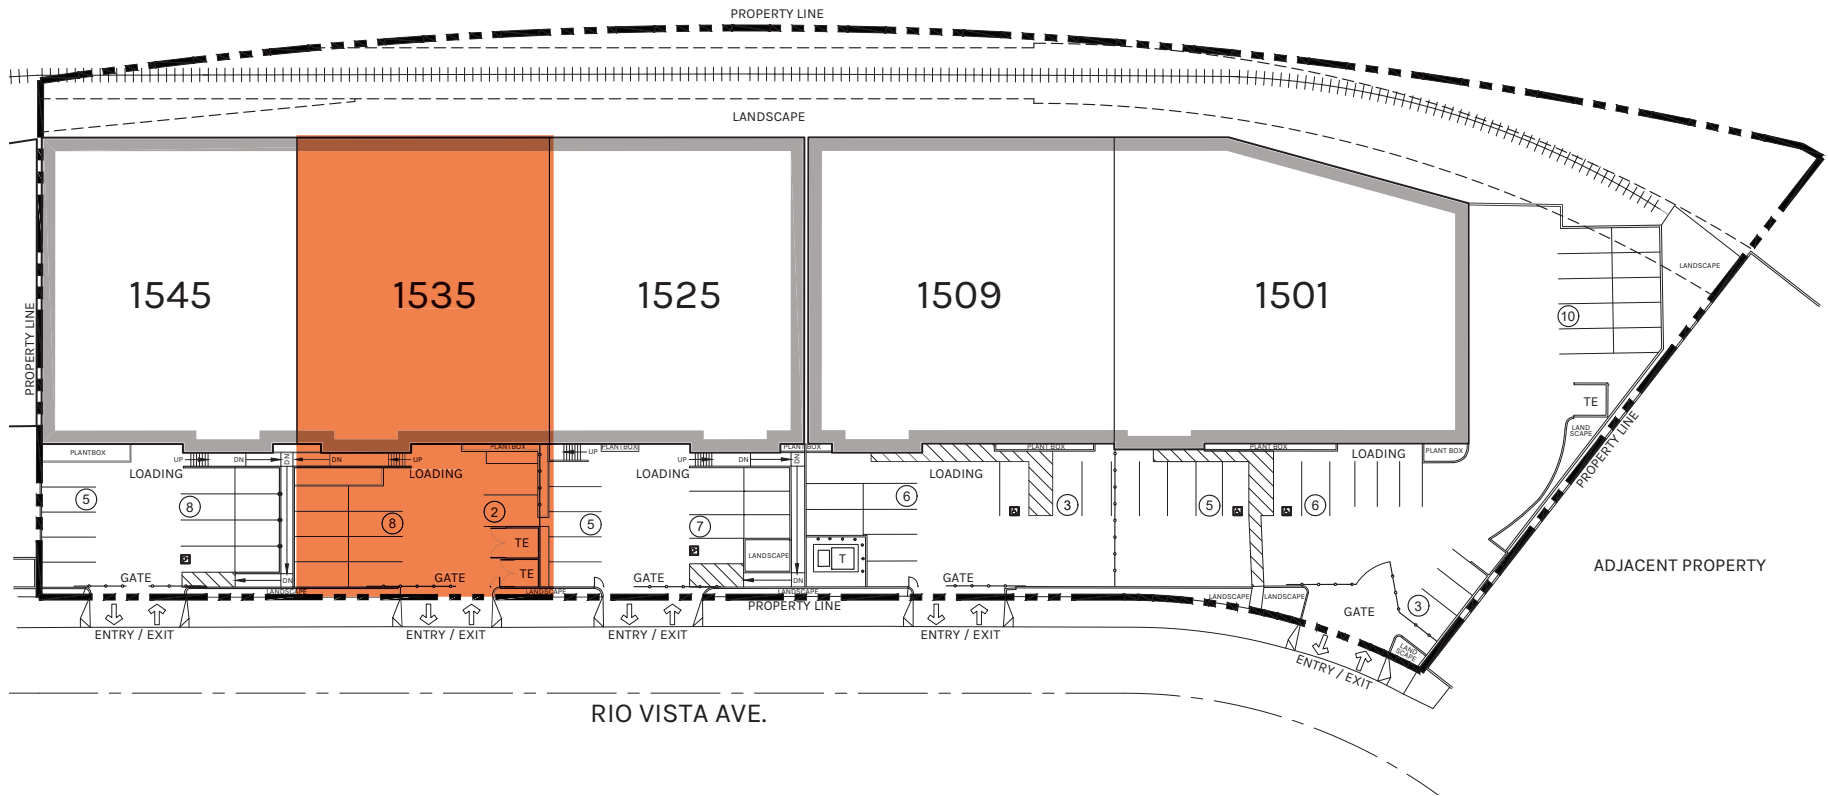 PROPERTY LINE
LANDSCAPE
1545
1535
1525
1509
1501
LANDSCAPE
10
PROPERTY LINE
TE
LAND
SCAPE
PROPERTY LINE
PLANTBOX
UP
DN
DN
DN
UP
PLANTBOX
UP
PLANTBOX
DN
UP
DN
PLANT BOX
PLANT BOX
PLANT BOX
PLANT BOX
LOADING
LOADING
LOADING
LOADING
LOADING
5
8
8
2
5
7
6
3
5
6
TE
TE
LANDSCAPE
T
DN
DN
GATE
GATE
GATE
GATE
GATE
3
LAND
SCAPE
ADJACENT PROPERTY
LANDSCAPE
LANDSCAPE
LANDSCAPE
LANDSCAPE
LANDSCAPE
PROPERTY LINE
ENTRY / EXIT
ENTRY / EXIT
ENTRY / EXIT
ENTRY / EXIT
ENTRY / EXIT
RIO VISTA AVE.